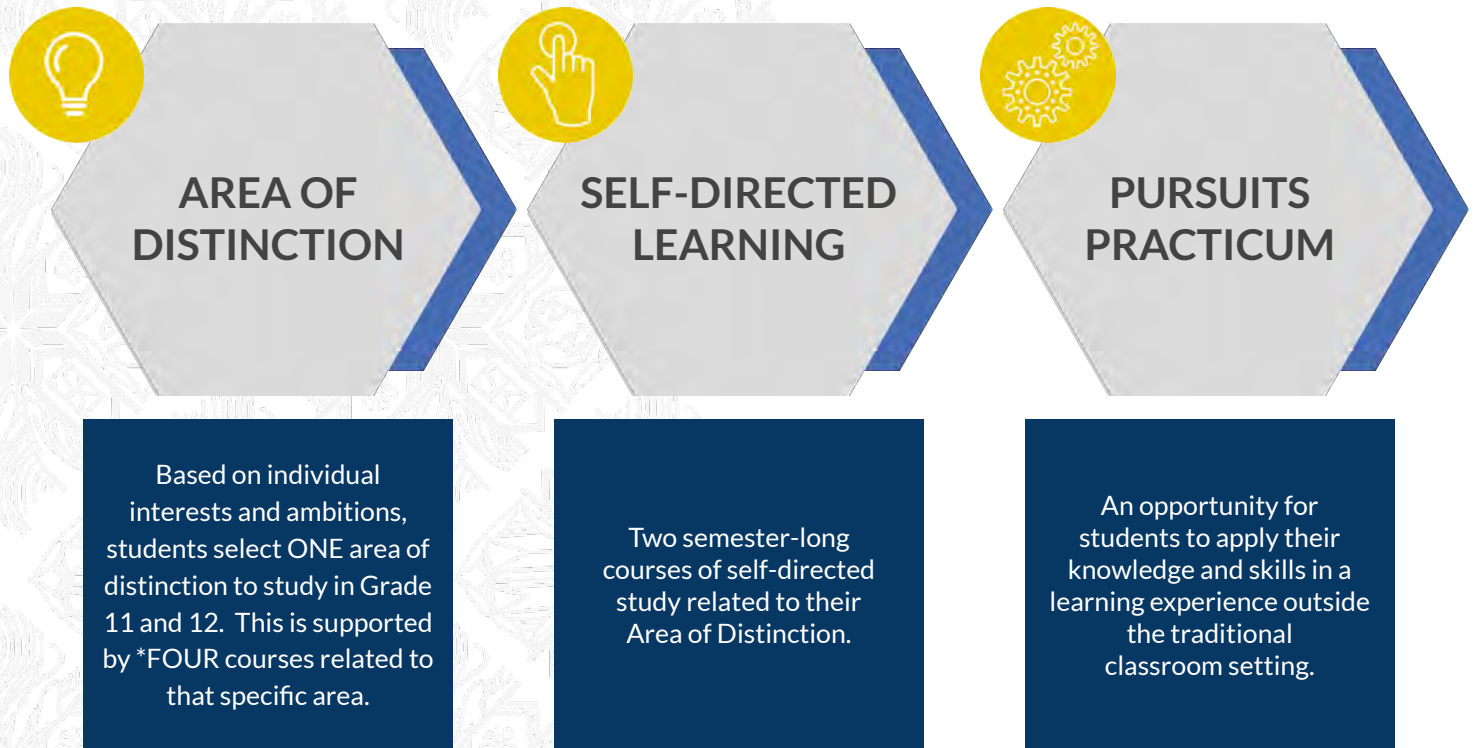 AREA OF
DISTINCTION
SELF-DIRECTED
LEARNING
PURSUITS
PRACTICUM
Based on individual
interests and ambitions,
students select ONE area of
distinction to study in Grade
11 and 12. This is supported
by *FOUR courses related to
that specific area.
Two semester-long
courses of self-directed
study related to their
Area of Distinction.
An opportunity for
students to apply their
knowledge and skills in a
learning experience outside
the traditional
classroom setting.